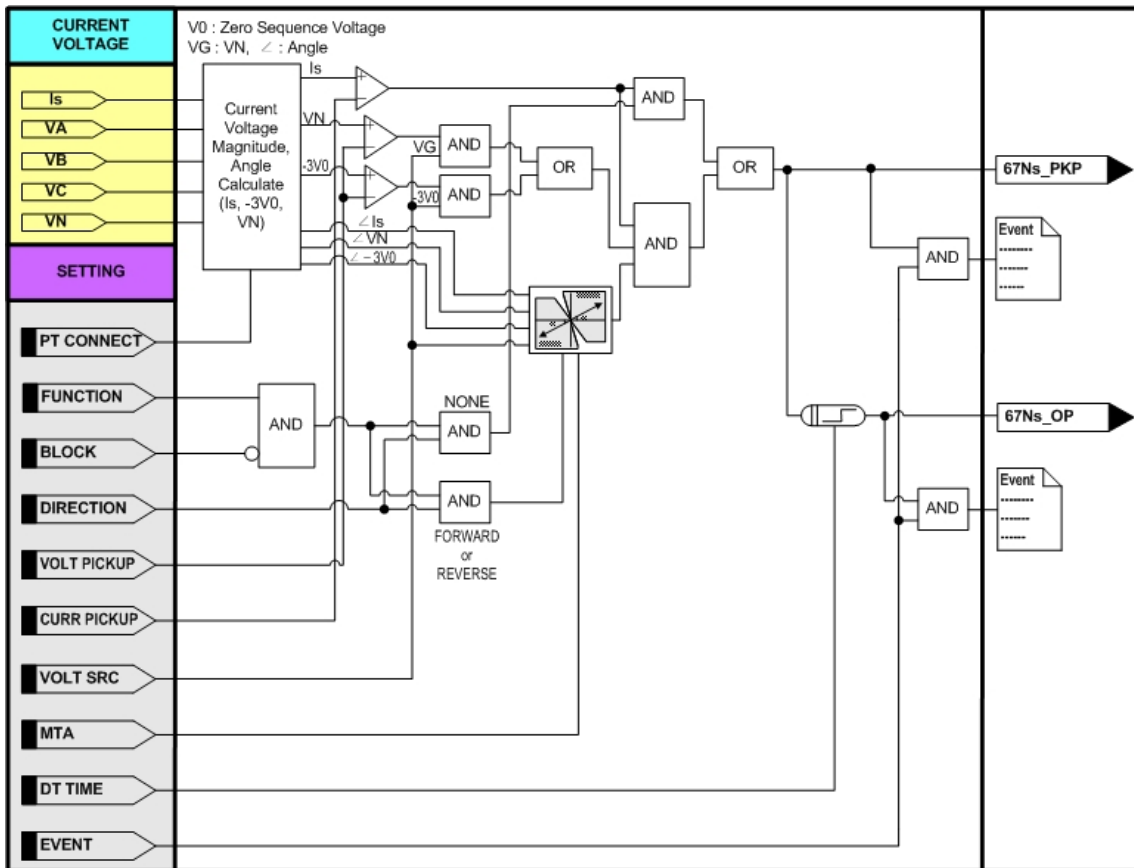 CURRENT
VOLTAGE
V0 : Zero Sequence Voltage
VG : VN, ∠ : Angle
Is
VA
VB
VC
VN
Current
Voltage
Magnitude,
Angle
Calculate
(Is, -3V0,
VN)
Is
VN
-3V0
∠Is
∠VN
∠-3V0
VG
-3V0
AND
AND
OR
AND
AND
OR
67Ns_PKP
AND
Event
SETTING
PT CONNECT
FUNCTION
BLOCK
DIRECTION
VOLT PICKUP
CURR PICKUP
VOLT SRC
MTA
DT TIME
EVENT
AND
NONE
AND
AND
FORWARD
or
REVERSE
67Ns_OP
AND
Event